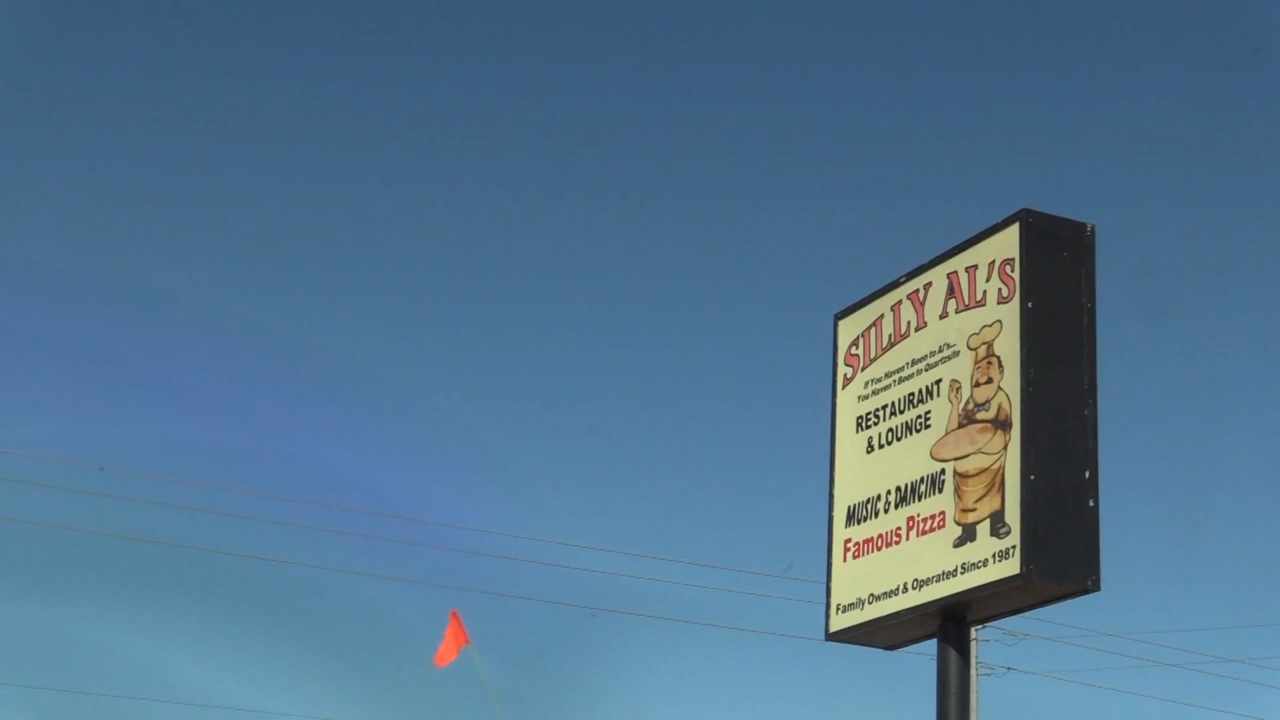 SILLY AL'S
If You Haven't Been to Al's...
You Haven't Been to Quartzsite
RESTAURANT
& LOUNGE
MUSIC & DANCING
Famous Pizza
Family Owned & Operated Since 1987